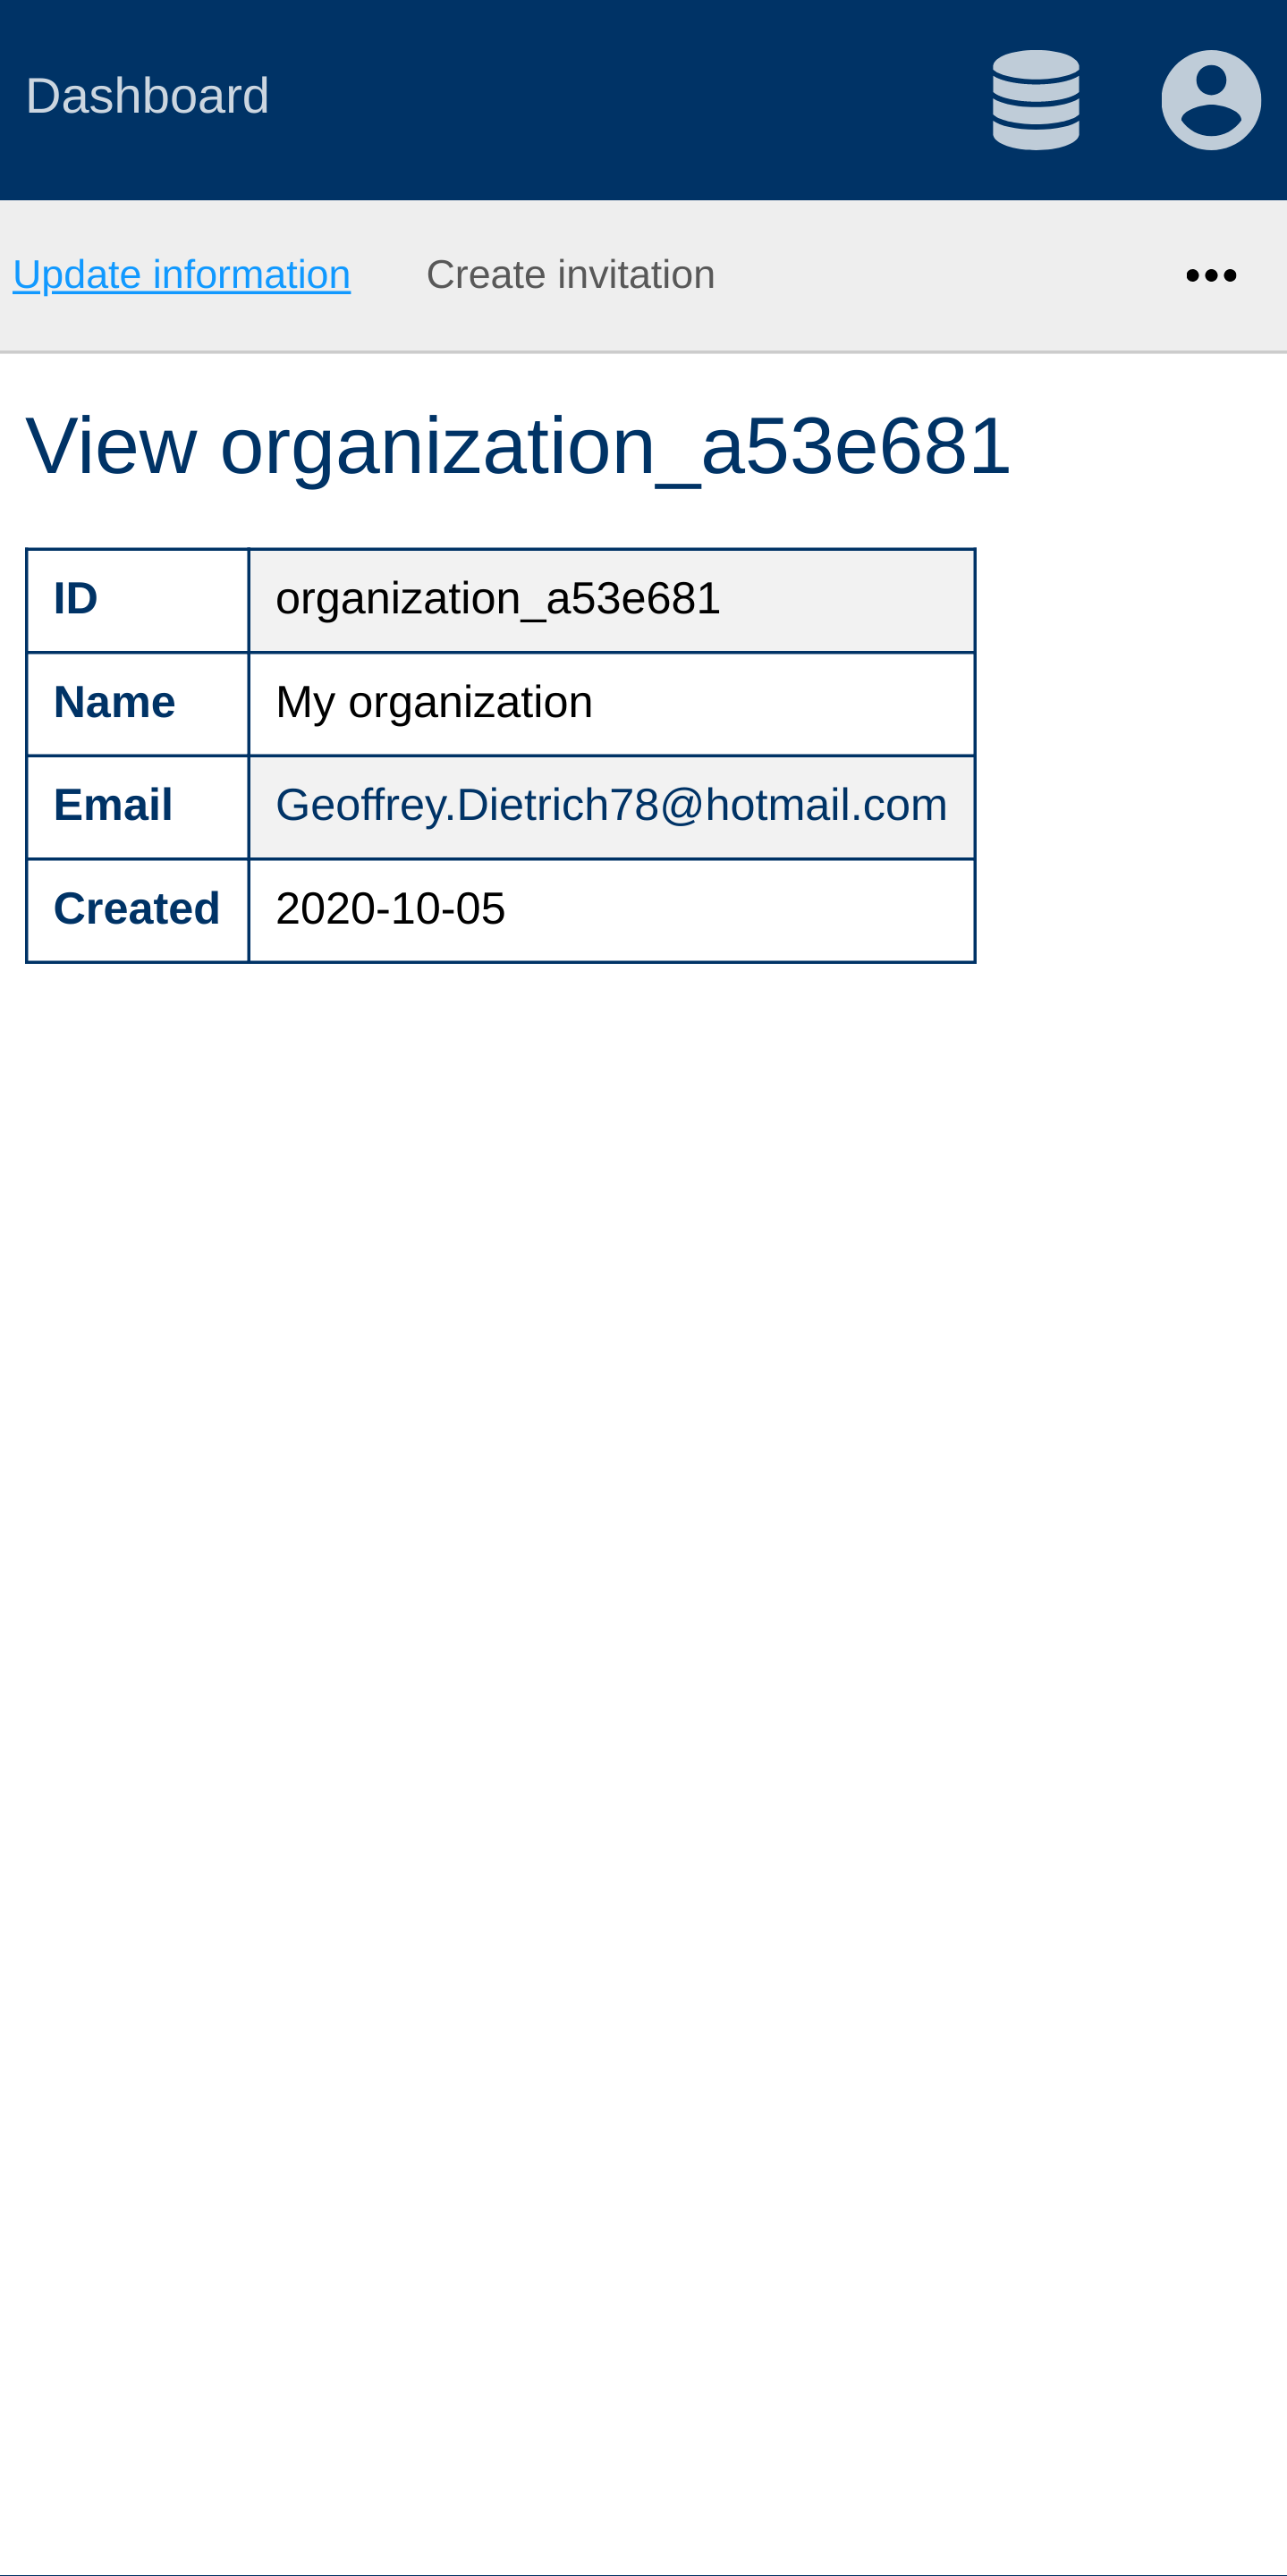 Dashboard
Update information Create invitation
View organization_a53e681
ID organization_a53e681
Name My organization
Email Geoffrey.Dietrich78@hotmail.com
Created 2020-10-05